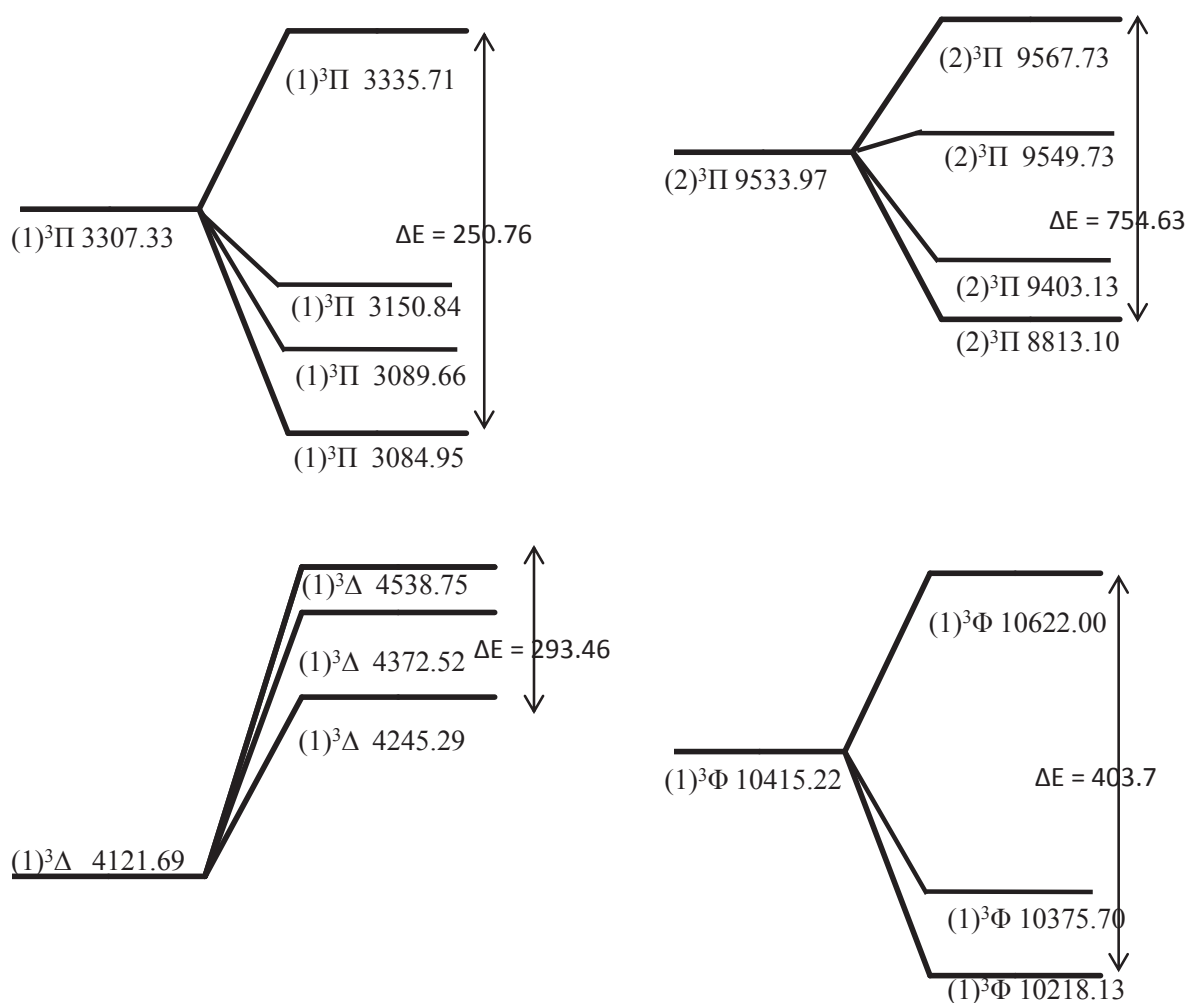 (1)³Π 3335.71
(1)³Π 3307.33
ΔE = 250.76
(1)³Π 3150.84
(1)³Π 3089.66
(1)³Π 3084.95
(2)³Π 9567.73
(2)³Π 9549.73
(2)³Π 9533.97
ΔE = 754.63
(2)³Π 9403.13
(2)³Π 8813.10
(1)³Δ 4538.75
(1)³Δ 4372.52
ΔE = 293.46
(1)³Δ 4245.29
(1)³Δ 4121.69
(1)³Φ 10622.00
(1)³Φ 10415.22
ΔE = 403.7
(1)³Φ 10375.70
(1)³Φ 10218.13